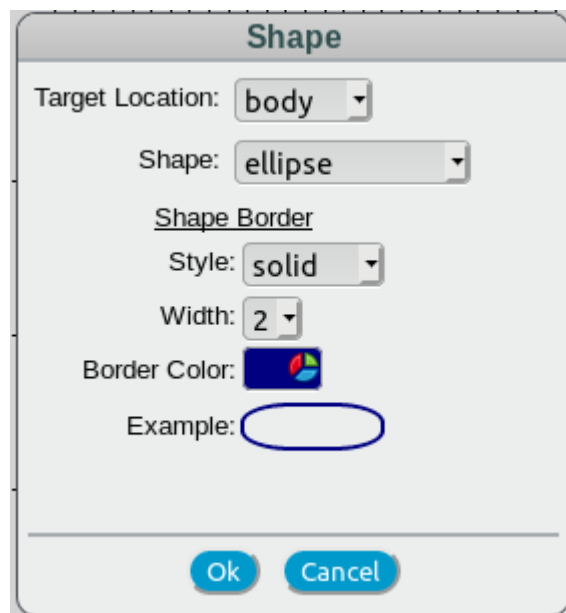 Shape
Target Location: body
Shape: ellipse
Shape Border
Style: solid
Width: 2
Border Color:
Example:
Ok Cancel